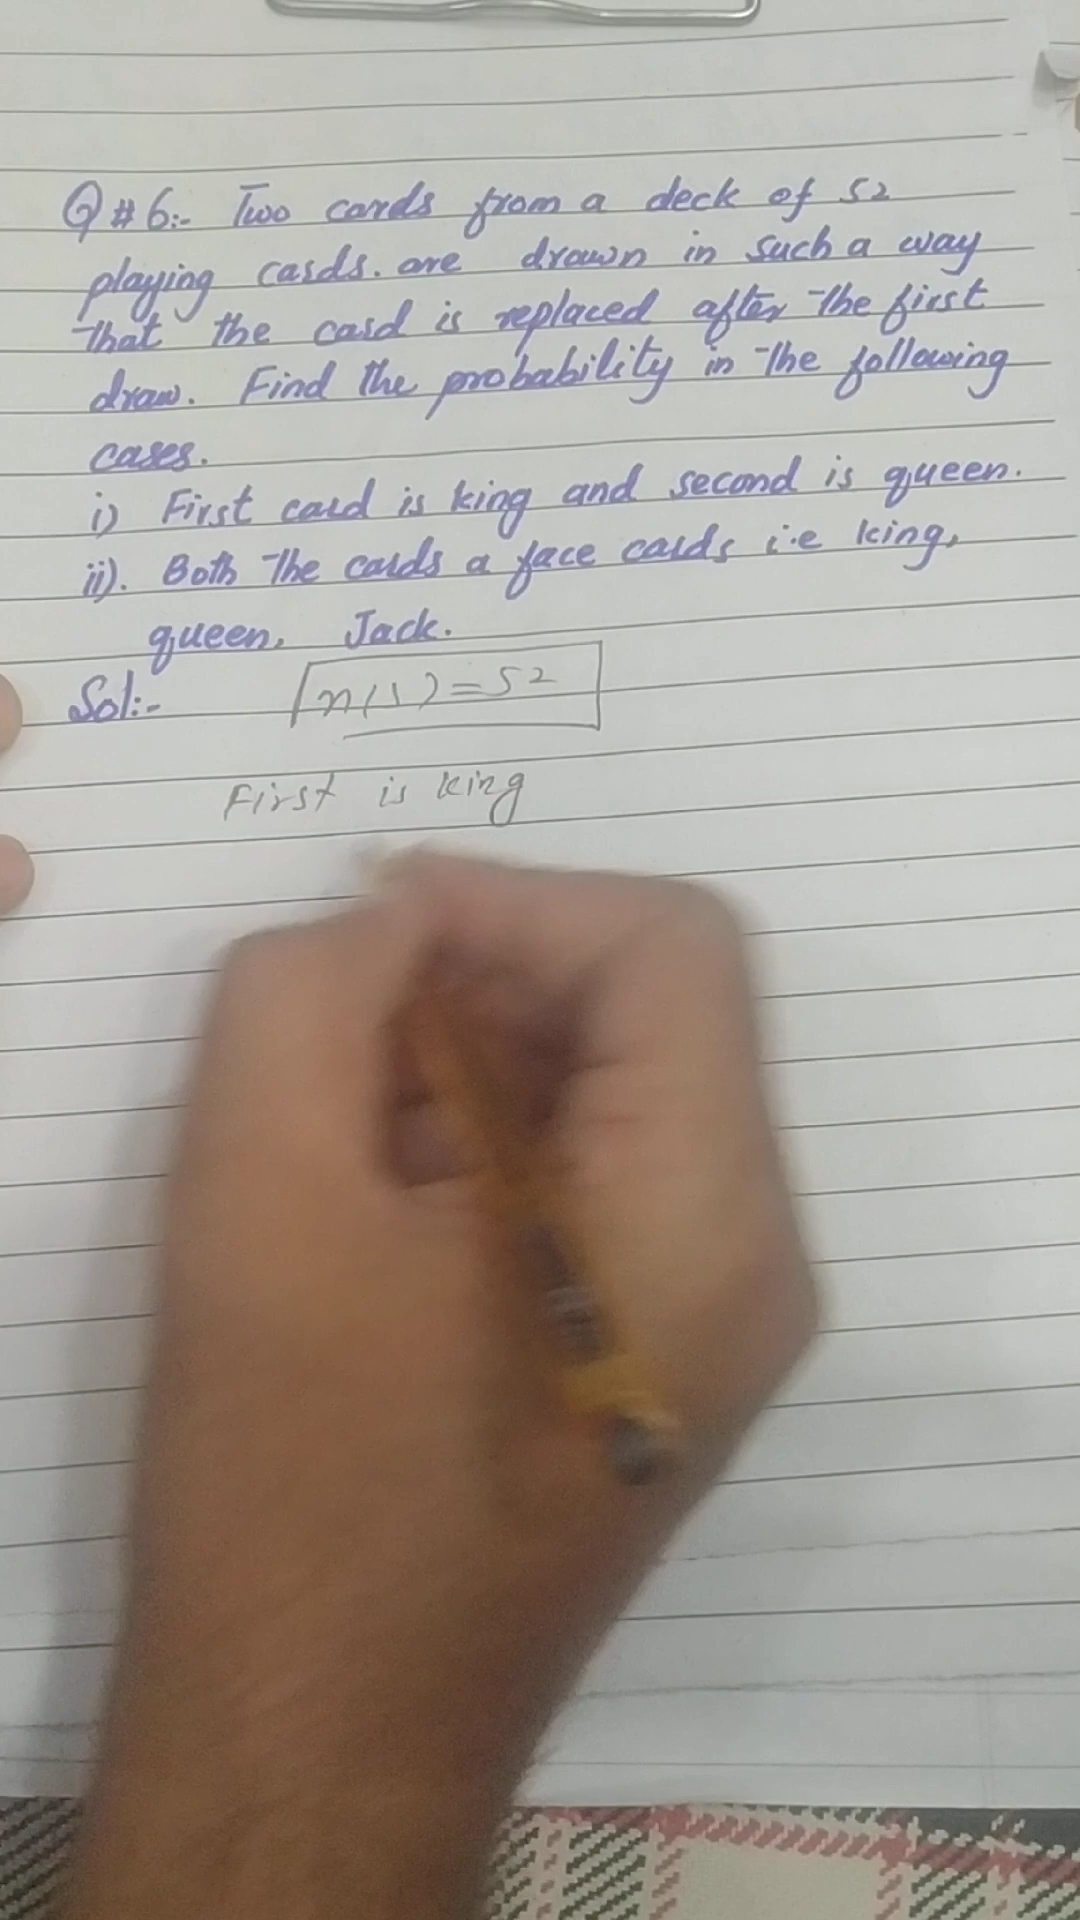 Q # 6:- Two cards from a deck of 52
playing cards. are drawn in such a way
that the card is replaced after the first
draw. Find the probability in the following
cases.
i) First card is king and second is queen.
ii). Both the cards a face cards i.e king,
queen, Jack.
Sol:- n(s) = 52
First is king